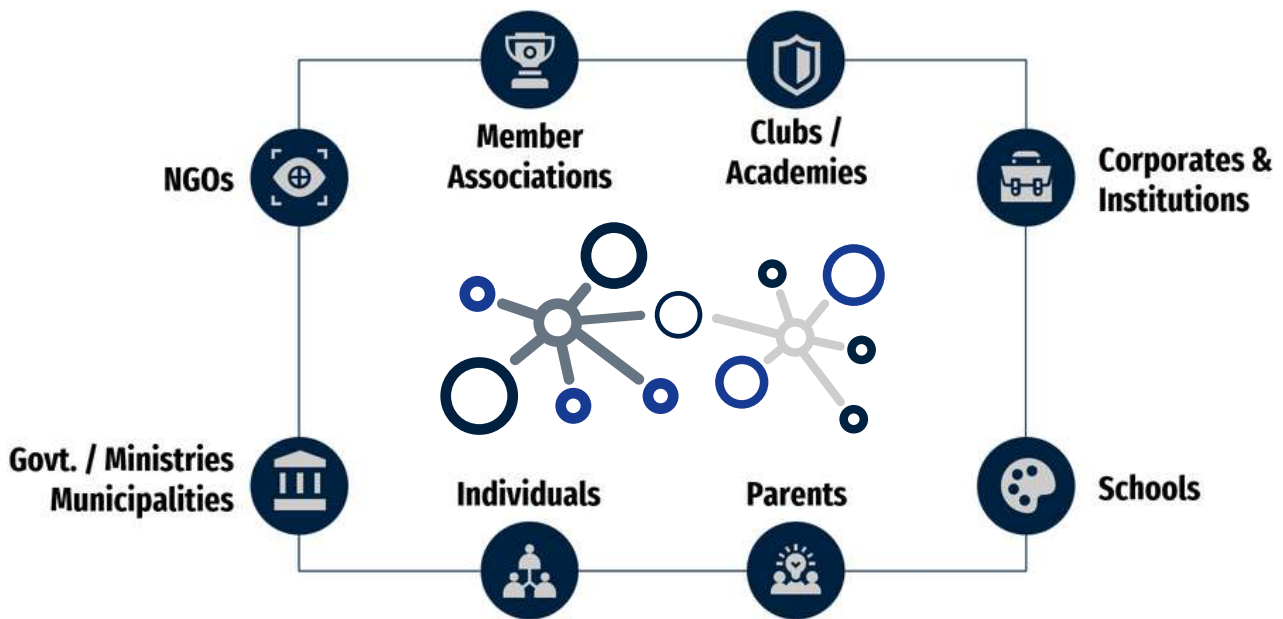 Member
Associations
Clubs /
Academies
NGOs
Corporates &
Institutions
Govt. / Ministries
Municipalities
Individuals
Parents
Schools